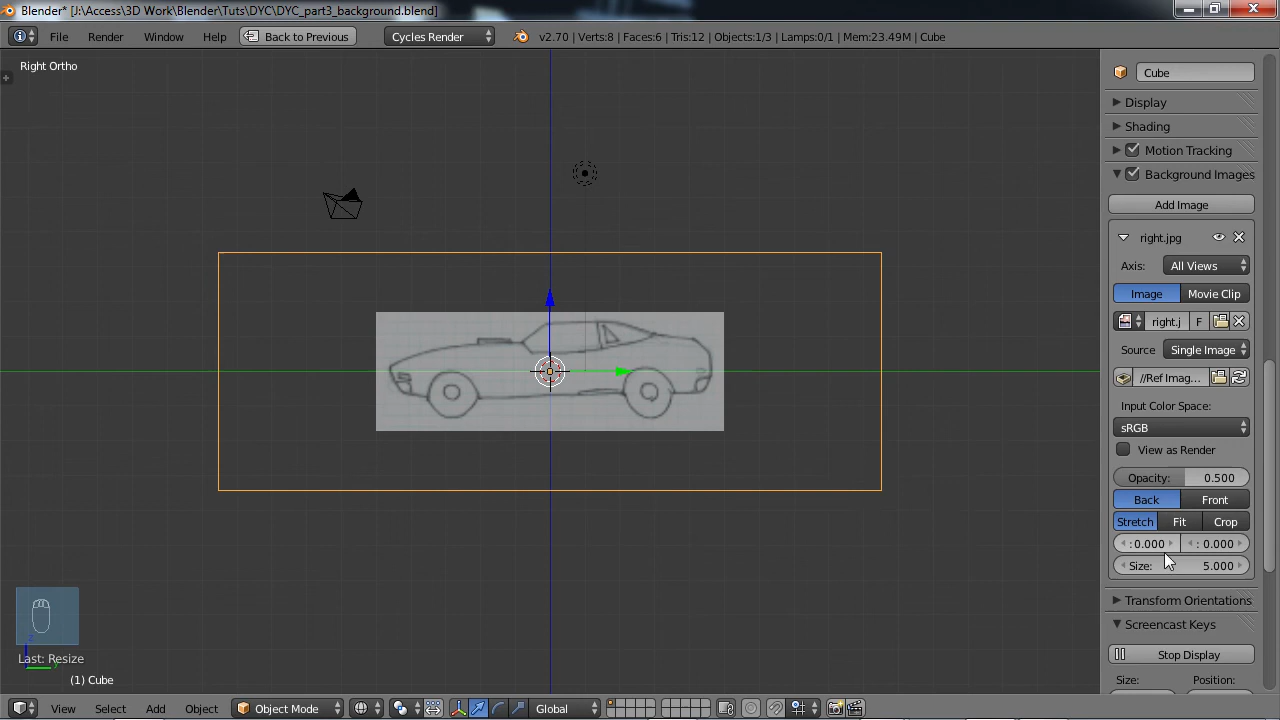 Blender* [J:\Access\3D Work\Blender\Tuts\DYC\DYC_part3_background.blend]
File Render Window Help Back to Previous Cycles Render v2.70 | Verts:8 | Faces:6 | Tris:12 | Objects:1/3 | Lamps:0/1 | Mem:23.49M | Cube
Right Ortho
Cube
Display
Shading
Motion Tracking
Background Images
Add Image
right.jpg
Axis: All Views
Image Movie Clip
right.j F
Source Single Image
//Ref Imag...
Input Color Space:
sRGB
View as Render
Opacity: 0.500
Back Front
Stretch Fit Crop
: 0.000 : 0.000
Size: 5.000
Transform Orientations
Screencast Keys
Stop Display
Size: Position:
z
Last: Resize
(1) Cube
View Select Add Object Object Mode Global